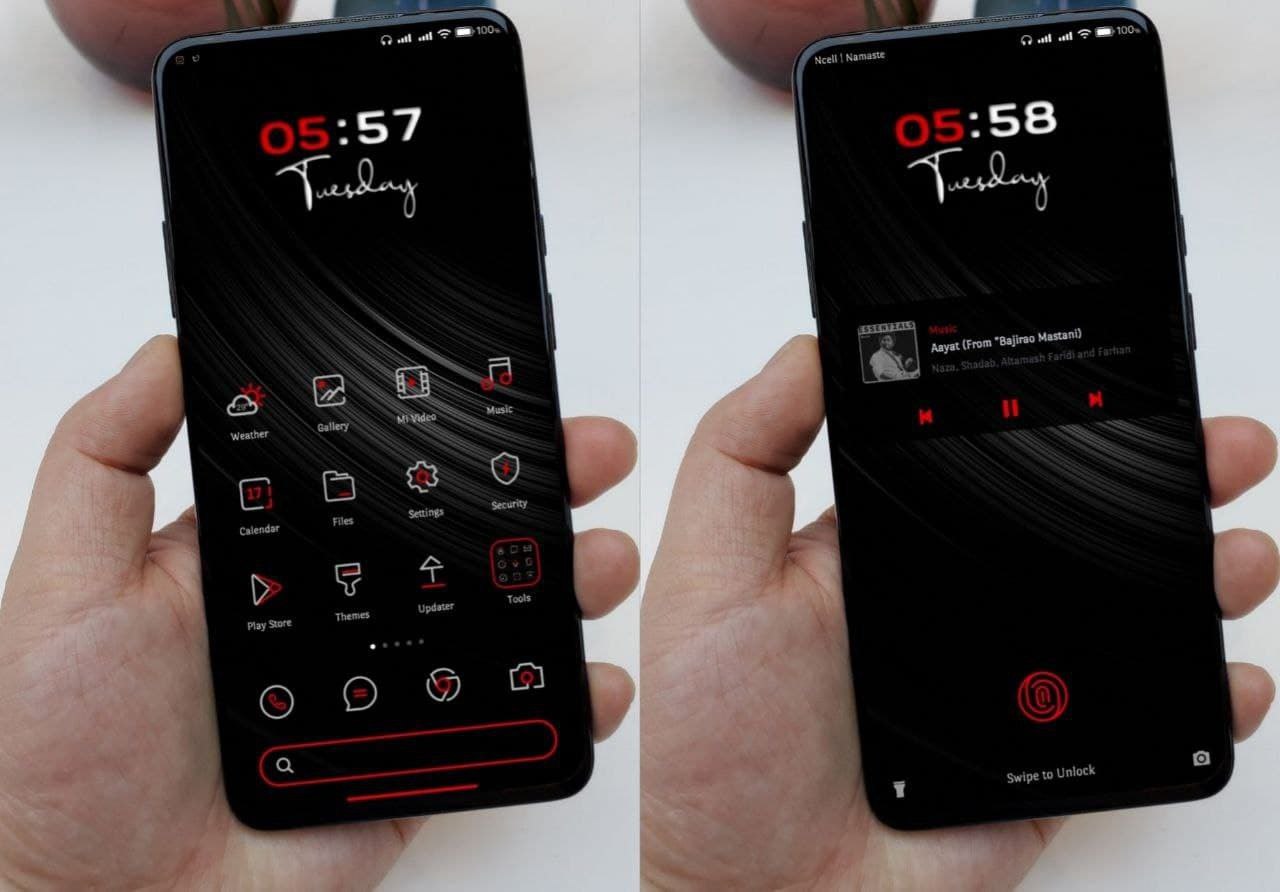 100%
05:57
Tuesday
29°
Weather
Gallery
Mi Video
Music
17
Calendar
Files
Settings
Security
Play Store
Themes
Updater
Tools
Ncell | Namaste
100%
05:58
Tuesday
ESSENTIALS
Music
Aayat (From "Bajirao Mastani)
Naza, Shadab, Altamash Faridi and Farhan
Swipe to Unlock